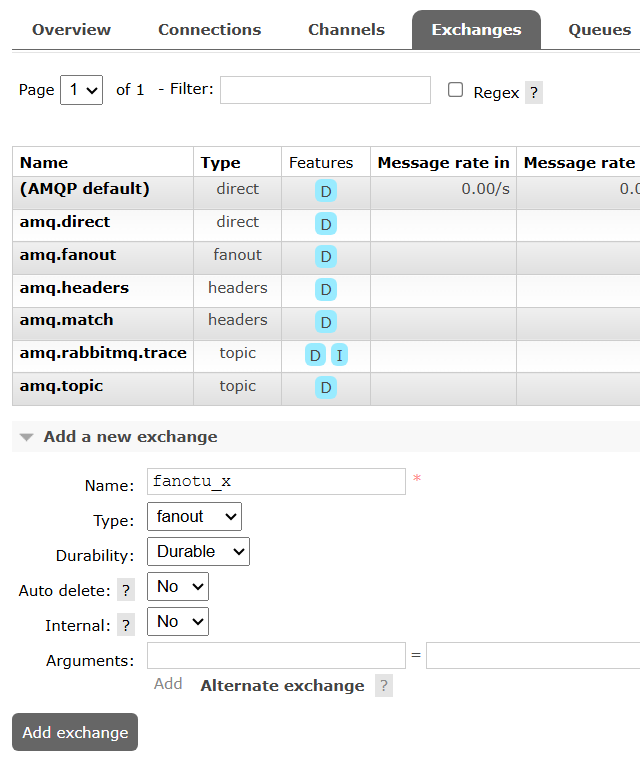 Overview Connections Channels Exchanges Queues
Page 1 of 1 - Filter: Regex ?
Name Type Features Message rate in Message rate
(AMQP default) direct D 0.00/s 0.0
amq.direct direct D
amq.fanout fanout D
amq.headers headers D
amq.match headers D
amq.rabbitmq.trace topic D I
amq.topic topic D
Add a new exchange
Name: fanotu_x *
Type: fanout
Durability: Durable
Auto delete: ? No
Internal: ? No
Arguments: =
Add Alternate exchange ?
Add exchange